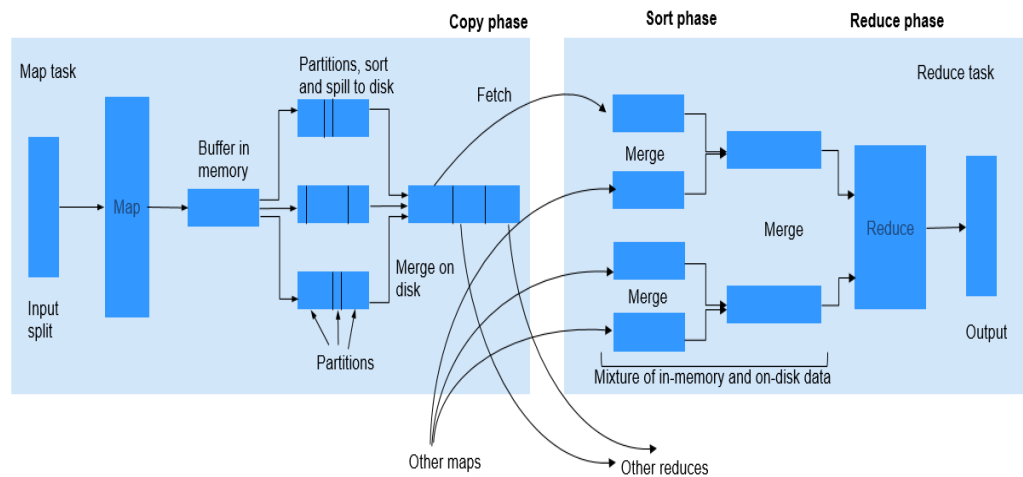 Copy phase
Sort phase
Reduce phase
Map task
Partitions, sort
and spill to disk
Fetch
Reduce task
Buffer in
memory
Merge
Map
Merge
Reduce
Merge on
disk
Merge
Input
split
Output
Partitions
Mixture of in-memory and on-disk data
Other maps
Other reduces